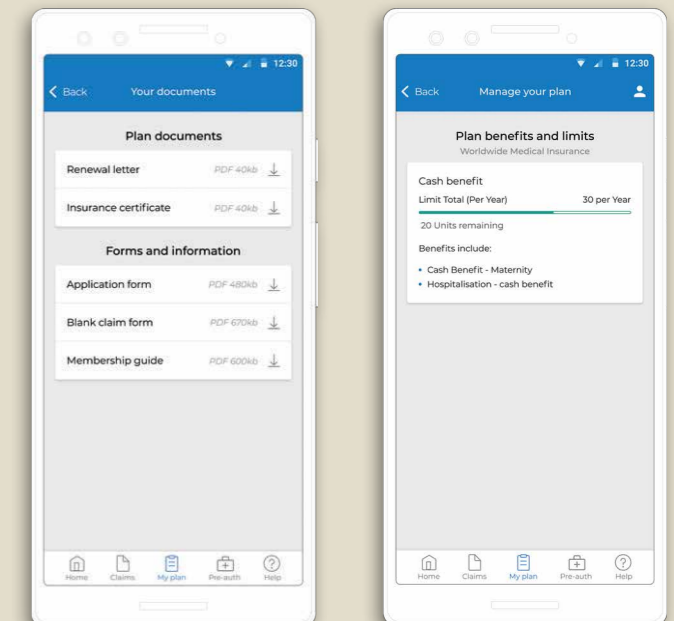 12:30
Back Your documents
Plan documents
Renewal letter PDF 40kb
Insurance certificate PDF 40kb
Forms and information
Application form PDF 480kb
Blank claim form PDF 670kb
Membership guide PDF 600kb
Home Claims My plan Pre-auth Help
12:30
Back Manage your plan
Plan benefits and limits
Worldwide Medical Insurance
Cash benefit
Limit Total (Per Year) 30 per Year
20 Units remaining
Benefits include:
• Cash Benefit - Maternity
• Hospitalisation - cash benefit
Home Claims My plan Pre-auth Help